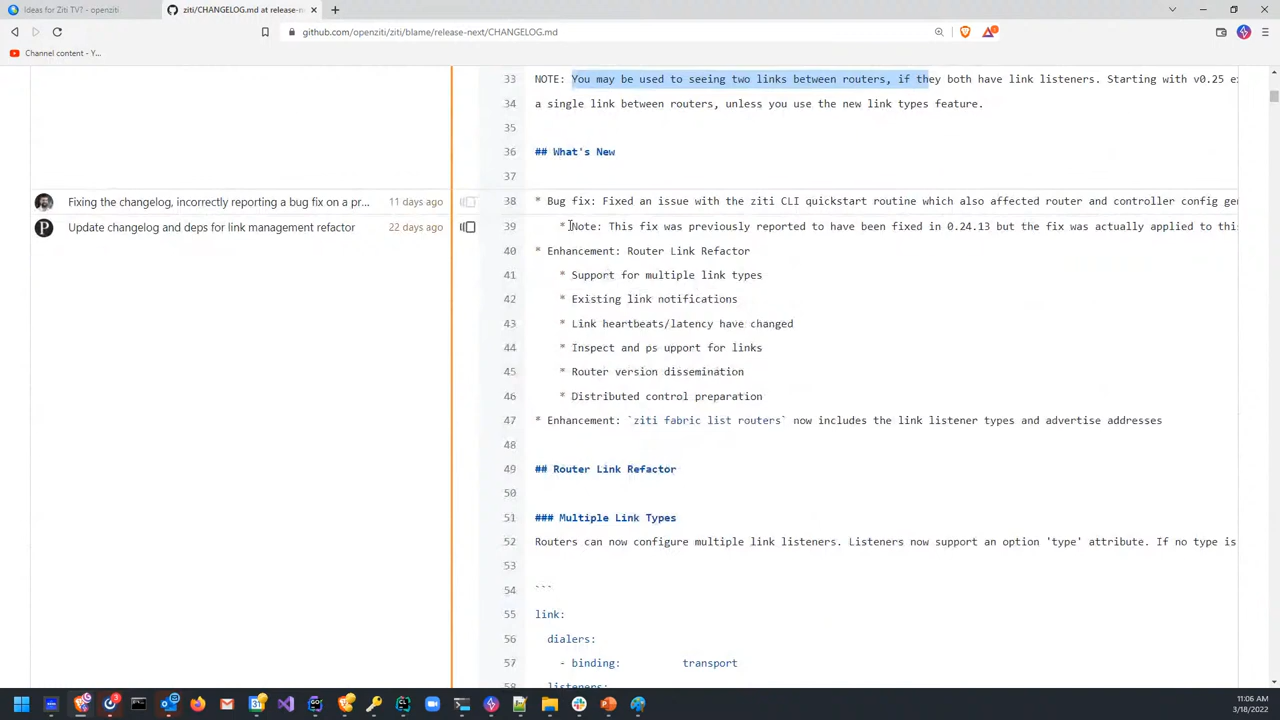 Ideas for Ziti TV? - openziti
ziti/CHANGELOG.md at release-n
github.com/openziti/ziti/blame/release-next/CHANGELOG.md
Channel content - Y...
33 NOTE: You may be used to seeing two links between routers, if they both have link listeners. Starting with v0.25 e
34 a single link between routers, unless you use the new link types feature.
35
36 ## What's New
37
Fixing the changelog, incorrectly reporting a bug fix on a pr... 11 days ago 38 * Bug fix: Fixed an issue with the ziti CLI quickstart routine which also affected router and controller config gen
P Update changelog and deps for link management refactor 22 days ago 39 * Note: This fix was previously reported to have been fixed in 0.24.13 but the fix was actually applied to this
40 * Enhancement: Router Link Refactor
41 * Support for multiple link types
42 * Existing link notifications
43 * Link heartbeats/latency have changed
44 * Inspect and ps upport for links
45 * Router version dissemination
46 * Distributed control preparation
47 * Enhancement: `ziti fabric list routers` now includes the link listener types and advertise addresses
48
49 ## Router Link Refactor
50
51 ### Multiple Link Types
52 Routers can now configure multiple link listeners. Listeners now support an option 'type' attribute. If no type is
53
54 ```
55 link:
56 dialers:
57 - binding: transport
58 listeners:
11:06 AM
3/18/2022